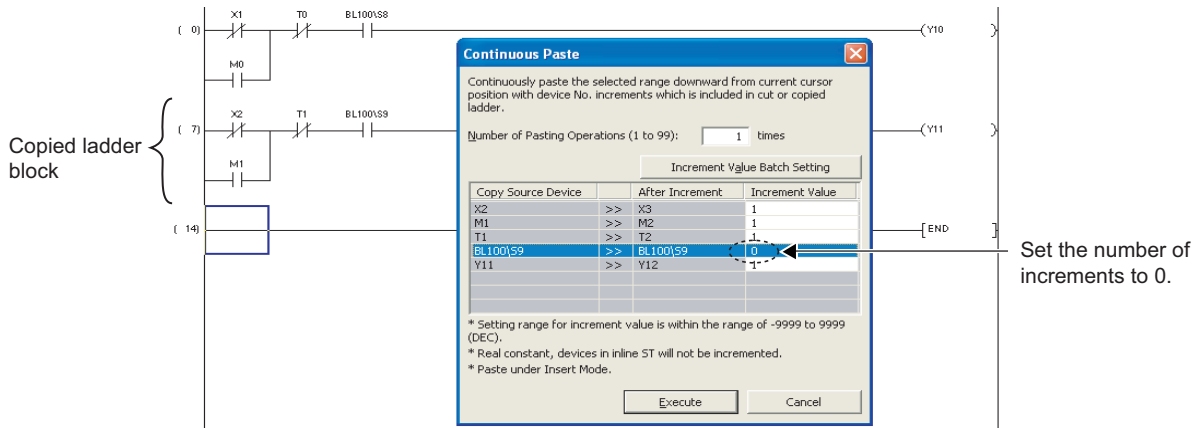 X1 T0 BL100\S8
( 0) (Y10 )
M0
X2 T1 BL100\S9
( 7) (Y11 )
M1
Copied ladder
block
( 14) [END ]
Continuous Paste
Continuously paste the selected range downward from current cursor
position with device No. increments which is included in cut or copied
ladder.
Number of Pasting Operations (1 to 99): 1 times
Increment Value Batch Setting
Copy Source Device After Increment Increment Value
X2 >> X3 1
M1 >> M2 1
T1 >> T2 1
BL100\S9 >> BL100\S9 0
Y11 >> Y12 1
* Setting range for increment value is within the range of -9999 to 9999
(DEC).
* Real constant, devices in inline ST will not be incremented.
* Paste under Insert Mode.
Execute Cancel
Set the number of
increments to 0.